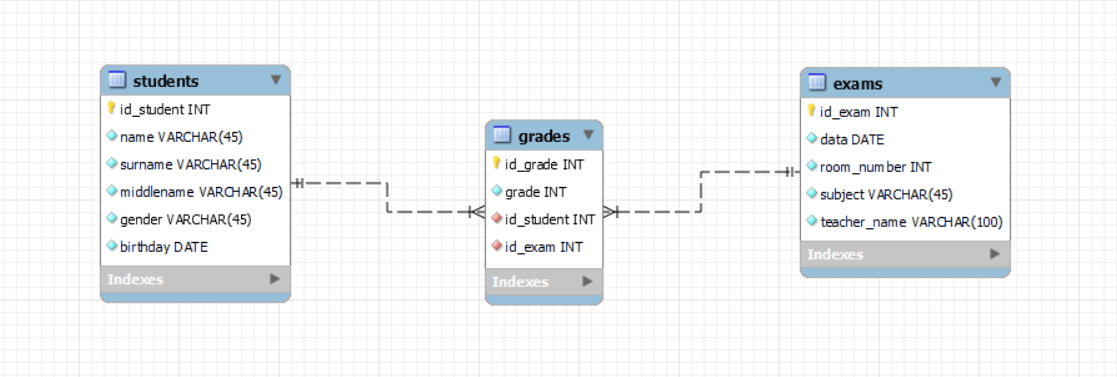 students
id_student INT
name VARCHAR(45)
surname VARCHAR(45)
middlename VARCHAR(45)
gender VARCHAR(45)
birthday DATE
Indexes
grades
id_grade INT
grade INT
id_student INT
id_exam INT
Indexes
exams
id_exam INT
data DATE
room_number INT
subject VARCHAR(45)
teacher_name VARCHAR(100)
Indexes